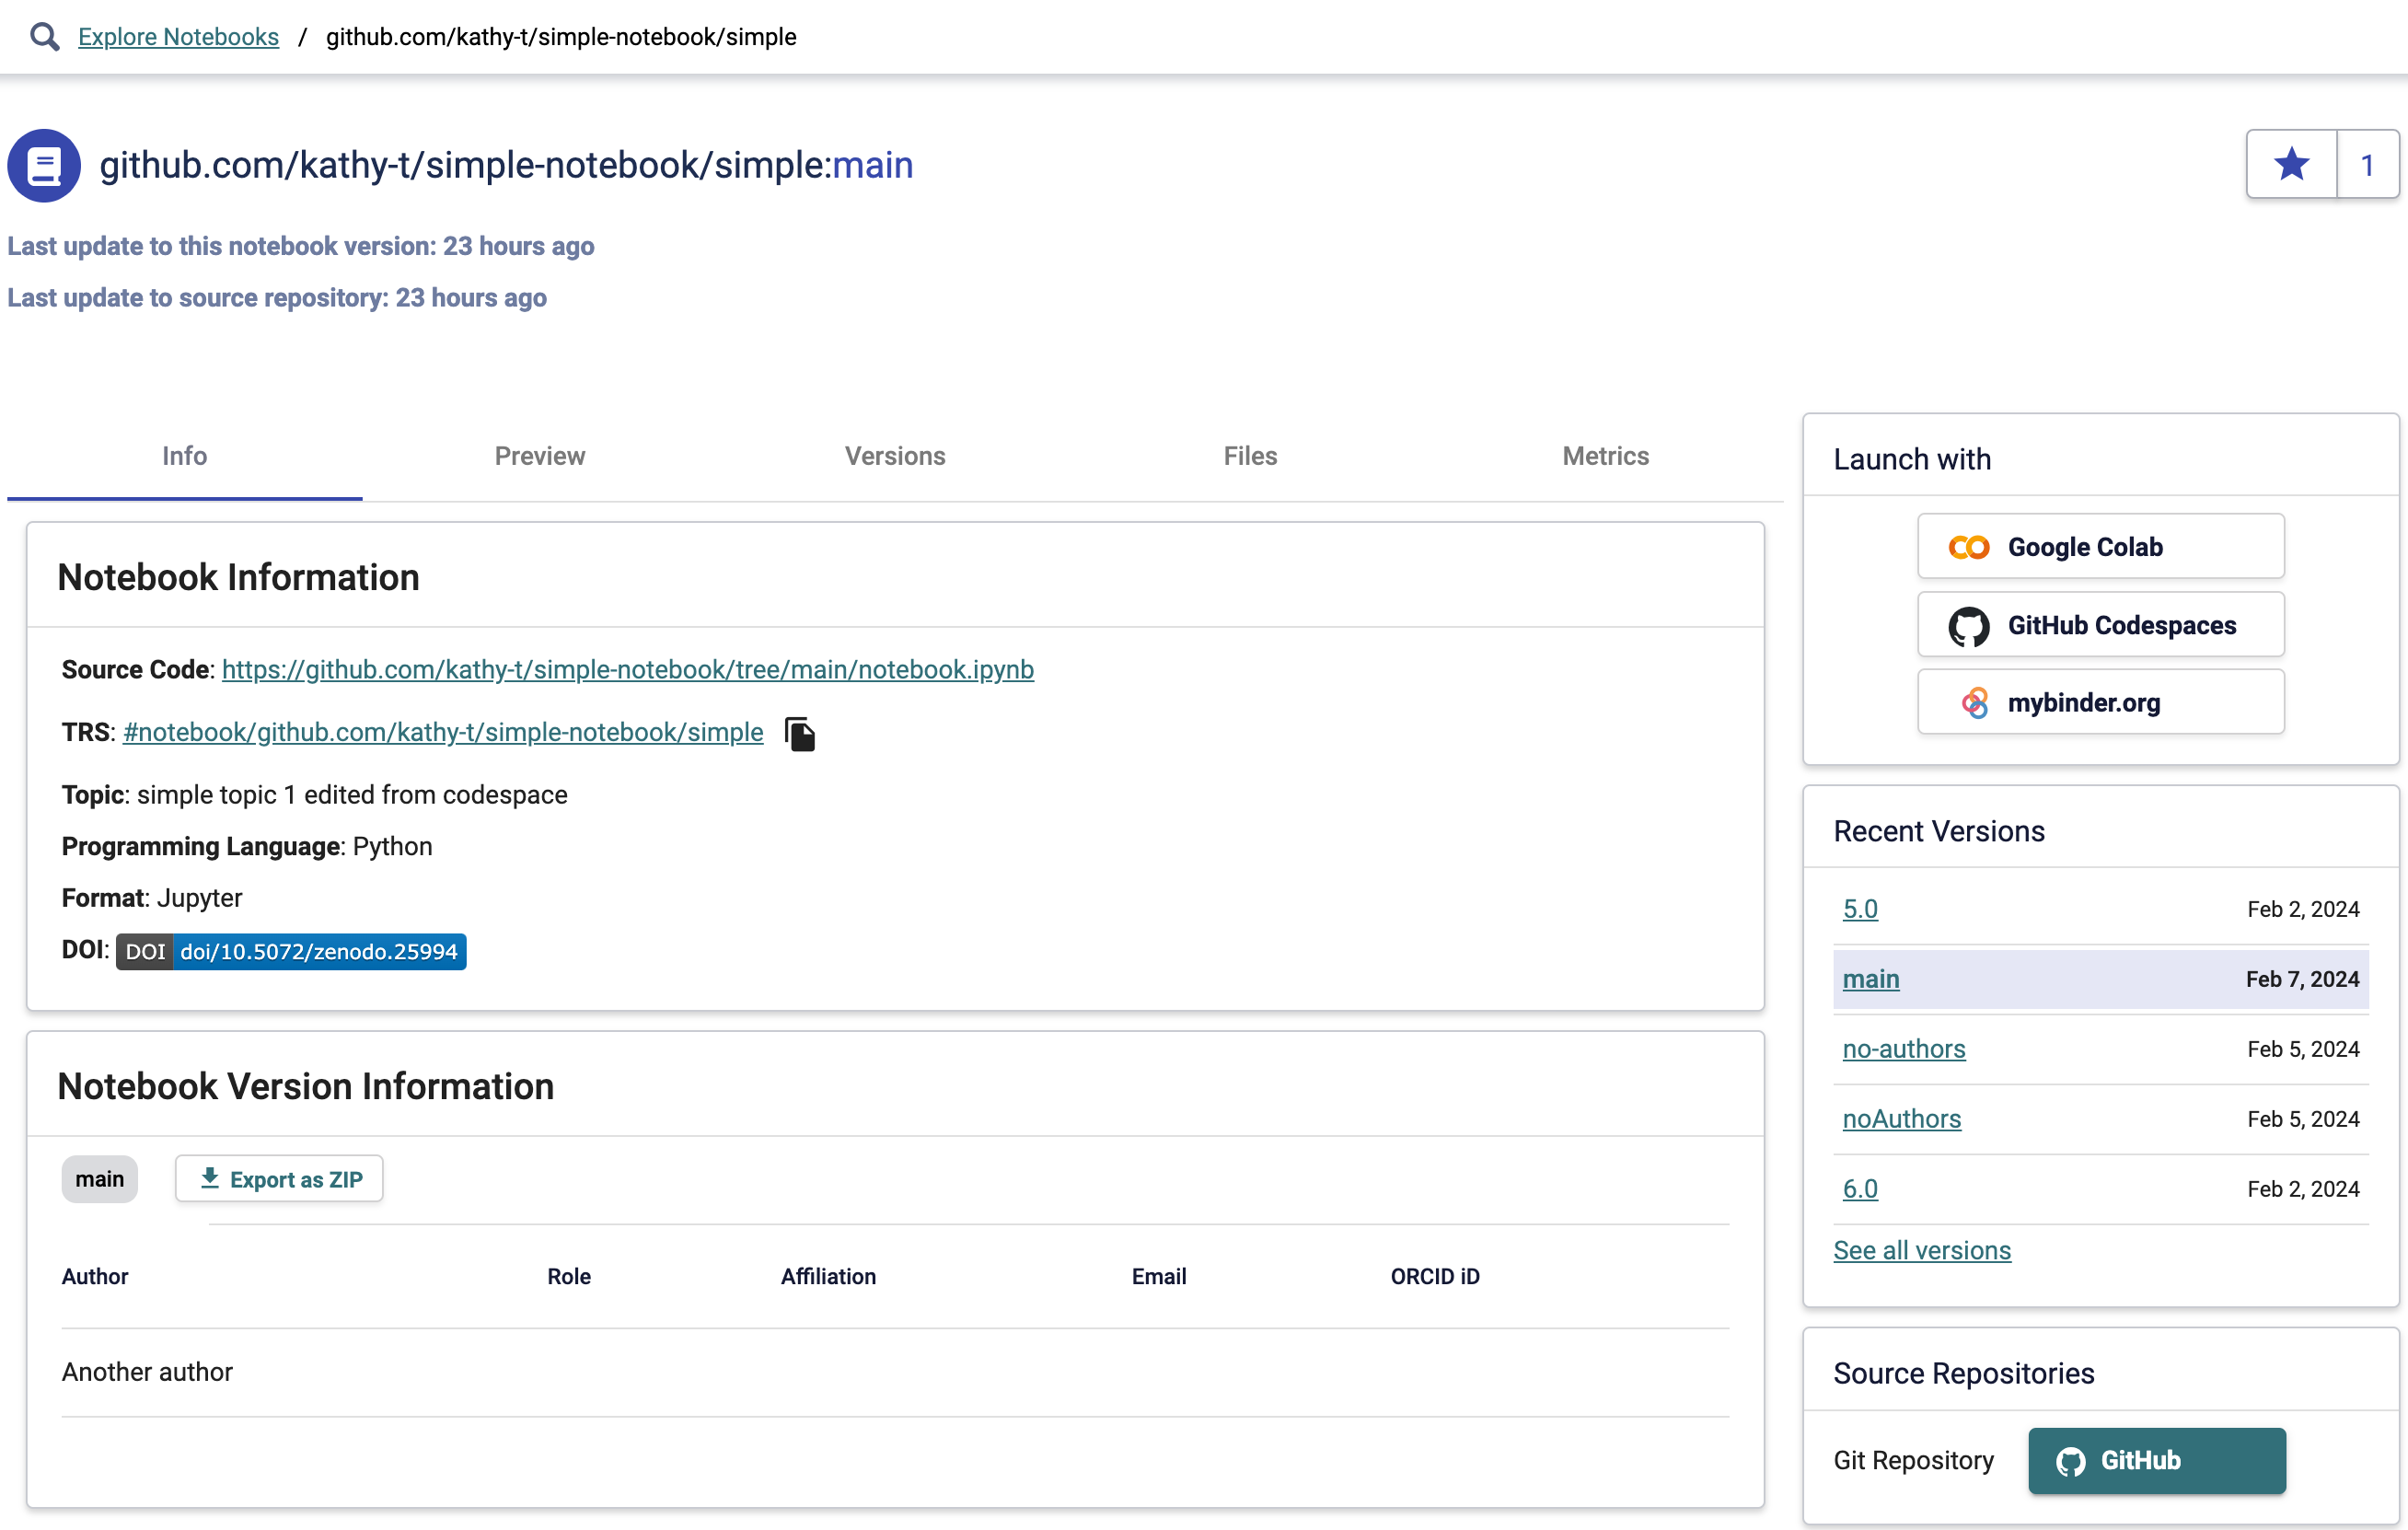 Explore Notebooks / github.com/kathy-t/simple-notebook/simple
github.com/kathy-t/simple-notebook/simple:main
1
Last update to this notebook version: 23 hours ago
Last update to source repository: 23 hours ago
Info
Preview
Versions
Files
Metrics
Notebook Information
Source Code: https://github.com/kathy-t/simple-notebook/tree/main/notebook.ipynb
TRS: #notebook/github.com/kathy-t/simple-notebook/simple
Topic: simple topic 1 edited from codespace
Programming Language: Python
Format: Jupyter
DOI: DOI doi/10.5072/zenodo.25994
Notebook Version Information
main
Export as ZIP
Author Role Affiliation Email ORCID iD
Another author
Launch with
Google Colab
GitHub Codespaces
mybinder.org
Recent Versions
5.0 Feb 2, 2024
main Feb 7, 2024
no-authors Feb 5, 2024
noAuthors Feb 5, 2024
6.0 Feb 2, 2024
See all versions
Source Repositories
Git Repository GitHub